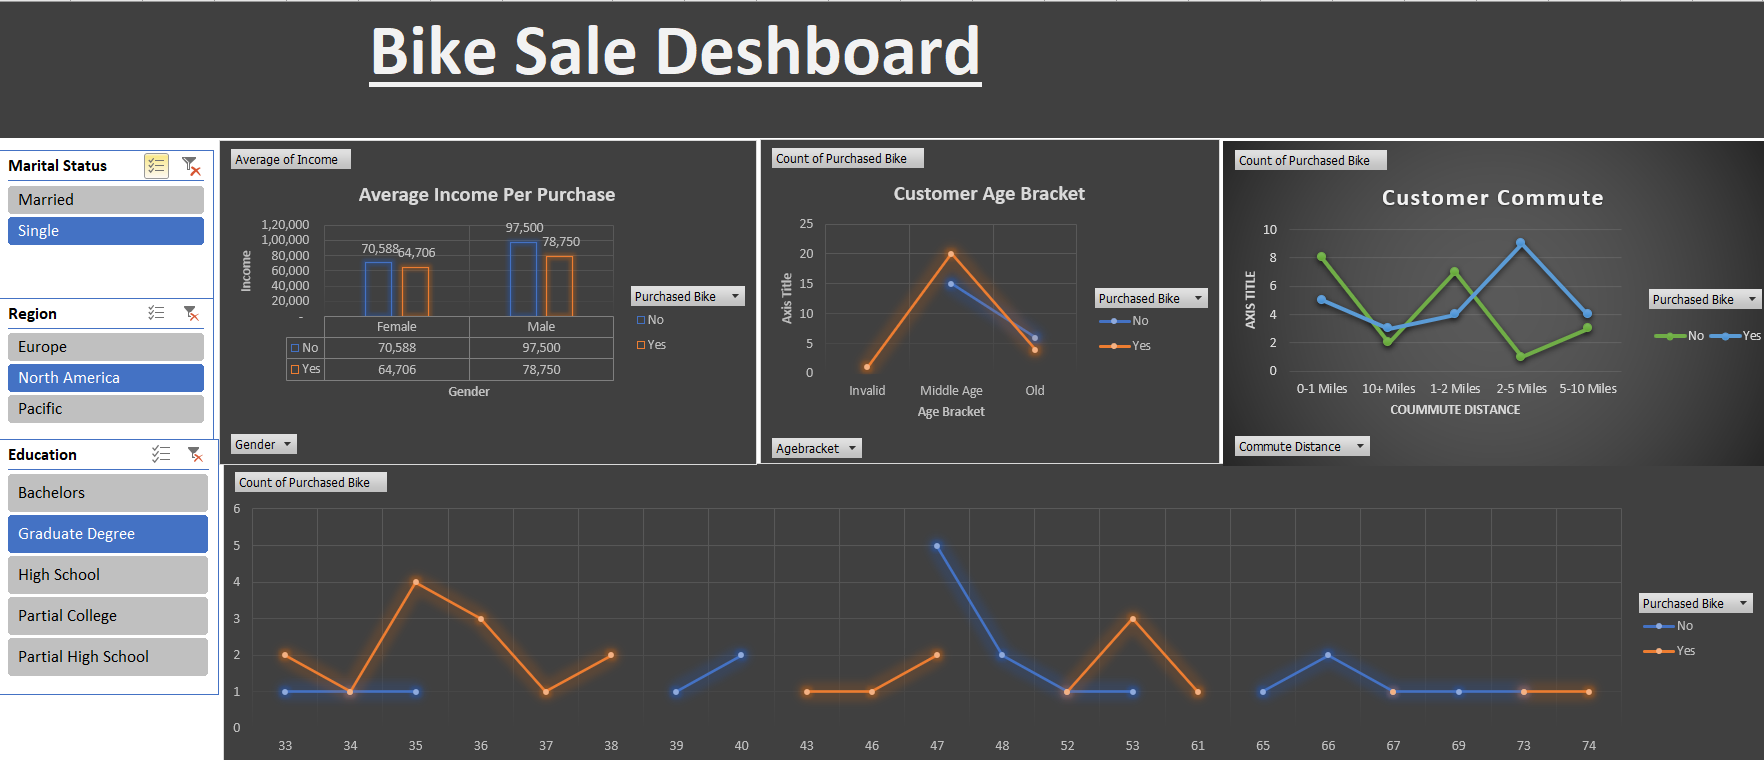 Bike Sale Deshboard
Marital Status
Married
Single
Region
Europe
North America
Pacific
Education
Bachelors
Graduate Degree
High School
Partial College
Partial High School
Average of Income
Average Income Per Purchase
Income
1,20,000
1,00,000
80,000
60,000
40,000
20,000
-
70,588
64,706
97,500
78,750
Female Male
No 70,588 97,500
Yes 64,706 78,750
Gender
Purchased Bike
No
Yes
Gender
Count of Purchased Bike
Customer Age Bracket
Axis Title
25
20
15
10
5
0
Invalid Middle Age Old
Age Bracket
Purchased Bike
No
Yes
Agebracket
Count of Purchased Bike
Customer Commute
AXIS TITLE
10
8
6
4
2
0
0-1 Miles 10+ Miles 1-2 Miles 2-5 Miles 5-10 Miles
COUMMUTE DISTANCE
Purchased Bike
No Yes
Commute Distance
Count of Purchased Bike
6
5
4
3
2
1
0
33 34 35 36 37 38 39 40 43 46 47 48 52 53 61 65 66 67 69 73 74
Purchased Bike
No
Yes